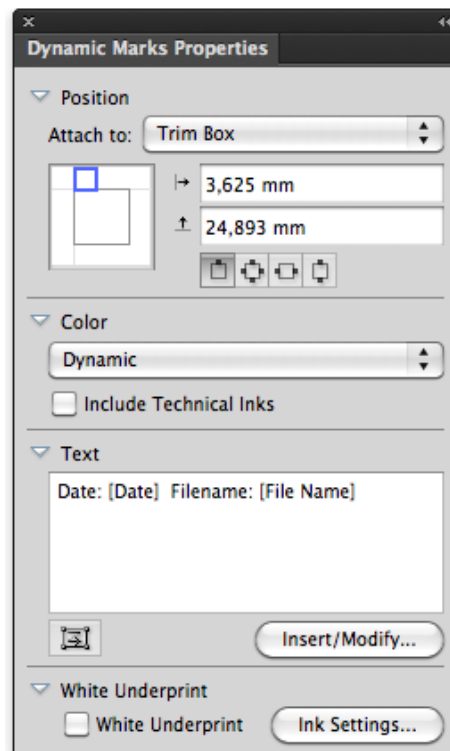 Dynamic Marks Properties
Position
Attach to: Trim Box
3,625 mm
24,893 mm
Color
Dynamic
Include Technical Inks
Text
Date: [Date]  Filename: [File Name]
Insert/Modify...
White Underprint
White Underprint Ink Settings...